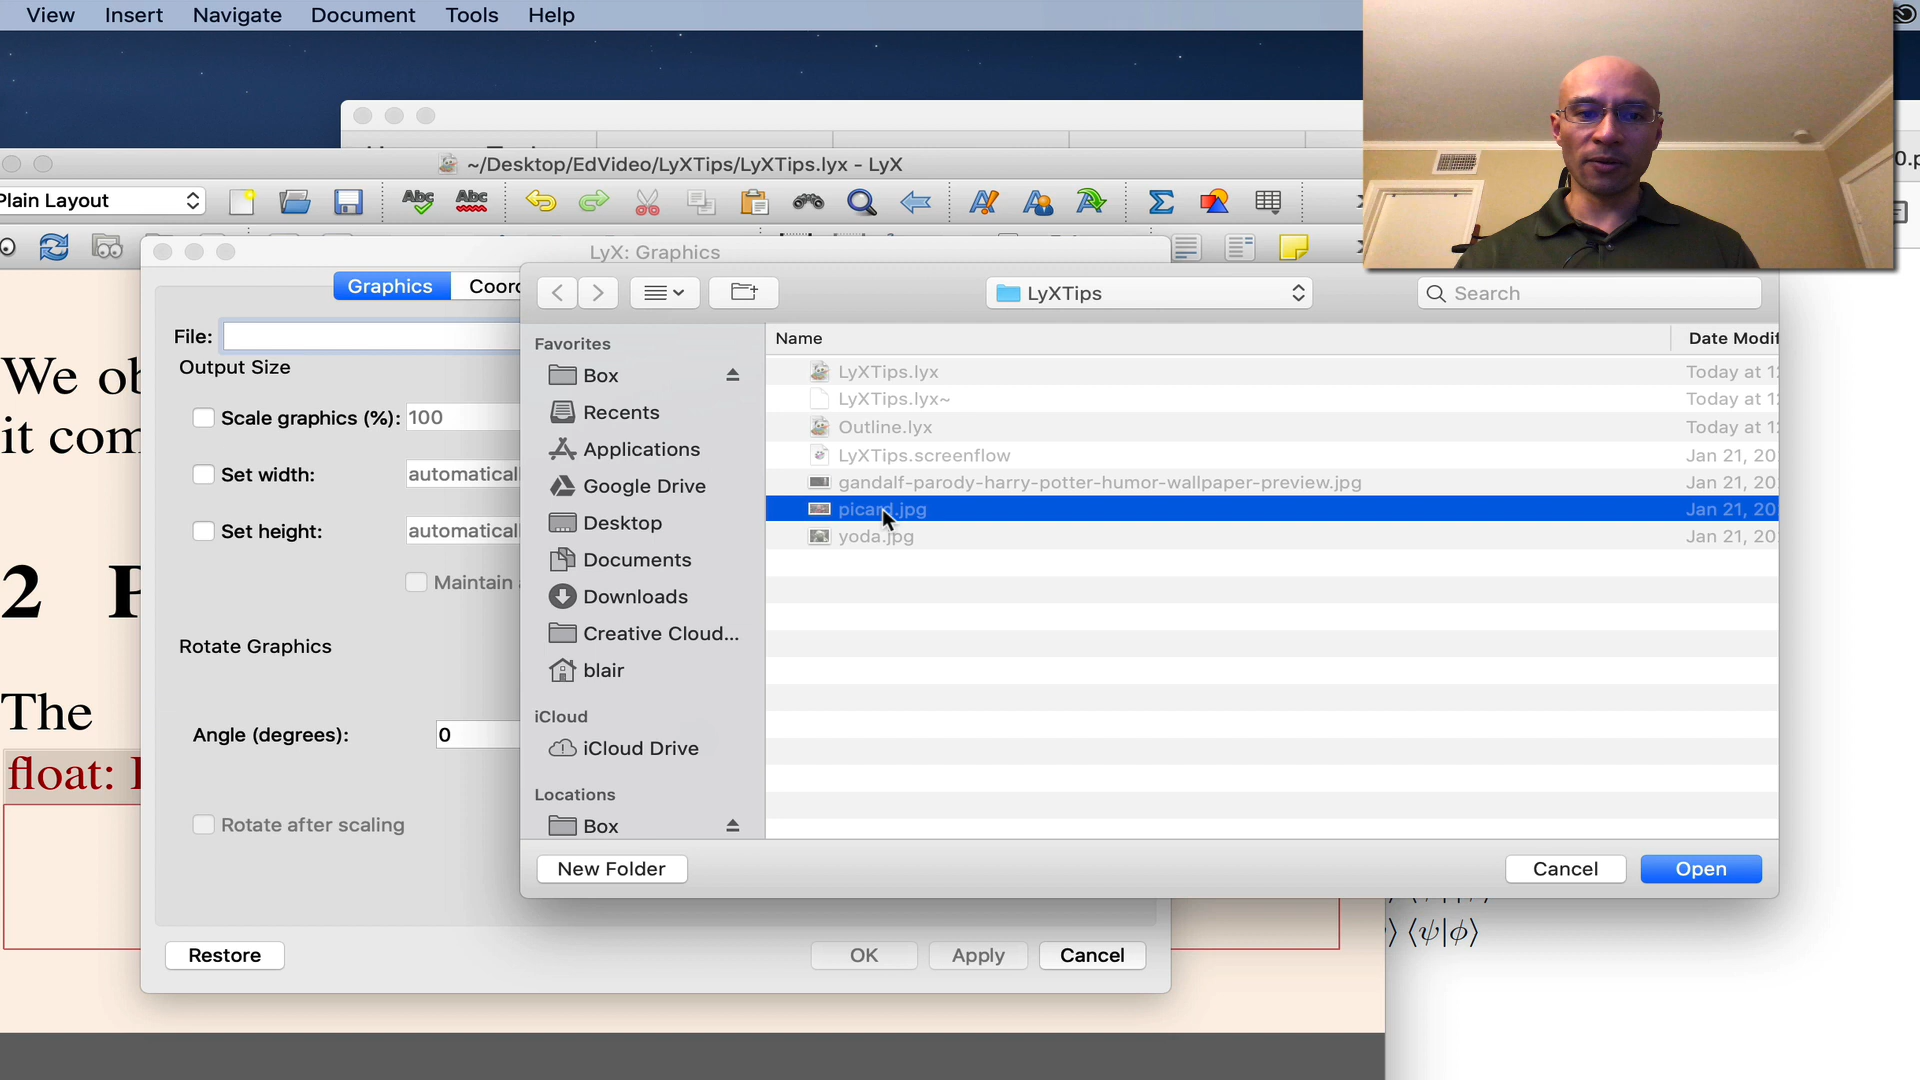 View Insert Navigate Document Tools Help
~/Desktop/EdVideo/LyXTips/LyXTips.lyx - LyX
Plain Layout
LyX: Graphics
Graphics
File:
Output Size
Scale graphics (%): 100
Set width:
Set height:
Maintain
Rotate Graphics
Angle (degrees): 0
Rotate after scaling
Restore OK Apply Cancel
LyXTips
Search
Favorites
Box
Recents
Applications
Google Drive
Desktop
Documents
Downloads
Creative Cloud...
blair
iCloud
iCloud Drive
Locations
Box
Name Date Modif
LyXTips.lyx Today at 1
LyXTips.lyx~ Today at 1
Outline.lyx Today at 1
LyXTips.screenflow Jan 21, 20
gandalf-parody-harry-potter-humor-wallpaper-preview.jpg Jan 21, 20
picard.jpg Jan 21, 20
yoda.jpg Jan 21, 20
New Folder Cancel Open
We ob
it com
2 P
The
float:
⟨ψ|ϕ⟩